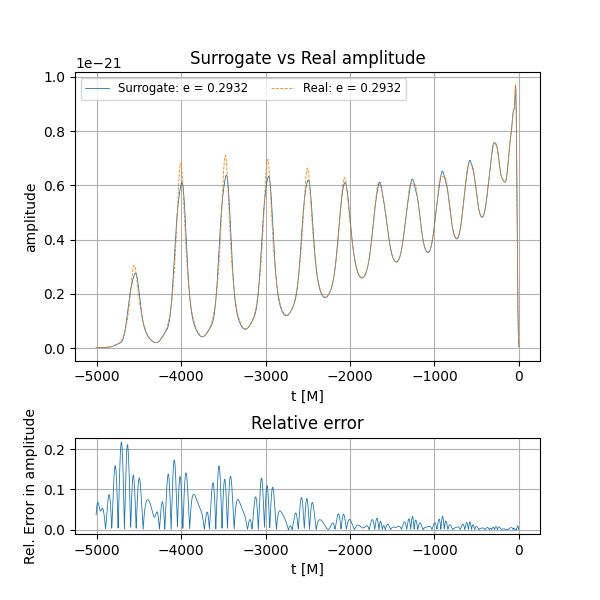 Surrogate vs Real amplitude
1e−21
Surrogate: e = 0.2932 Real: e = 0.2932
1.0
0.8
0.6
0.4
0.2
0.0
amplitude
−5000 −4000 −3000 −2000 −1000 0
t [M]
Relative error
0.2
0.1
0.0
Rel. Error in amplitude
−5000 −4000 −3000 −2000 −1000 0
t [M]